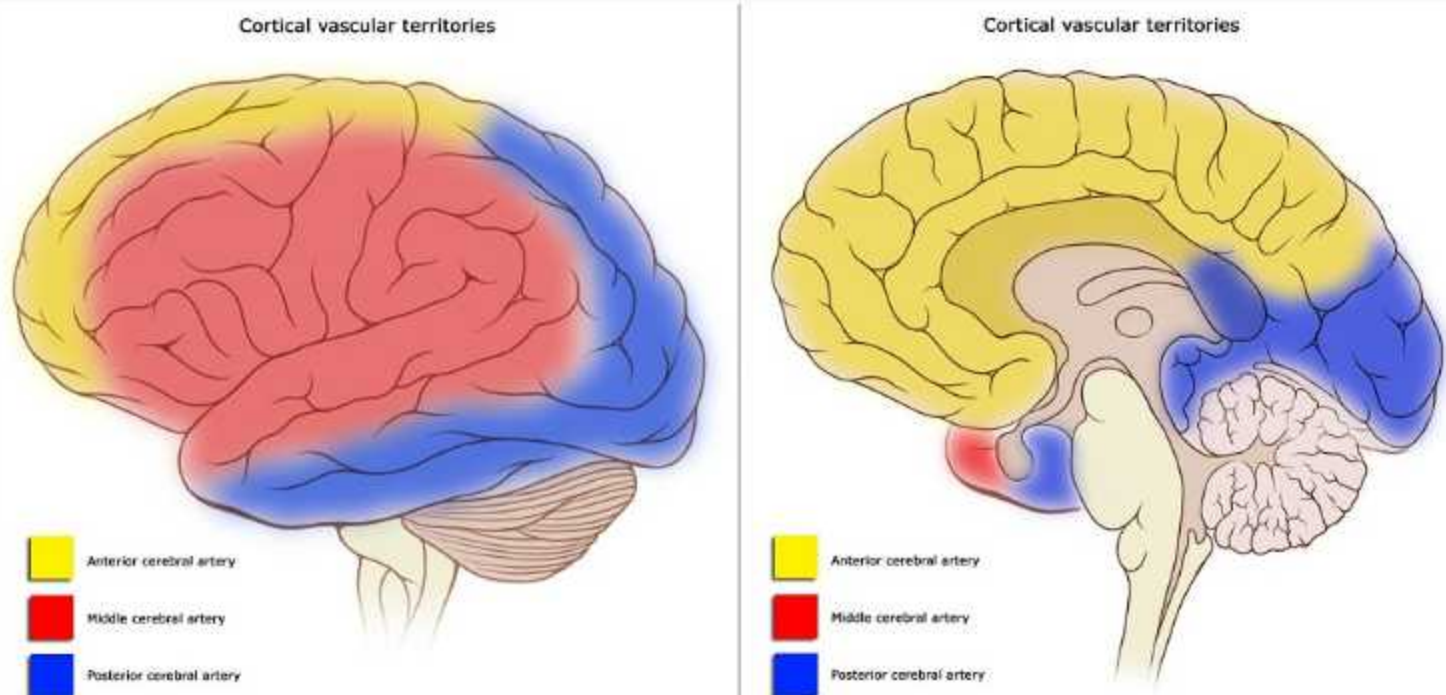 Cortical vascular territories
Anterior cerebral artery
Middle cerebral artery
Posterior cerebral artery
Cortical vascular territories
Anterior cerebral artery
Middle cerebral artery
Posterior cerebral artery